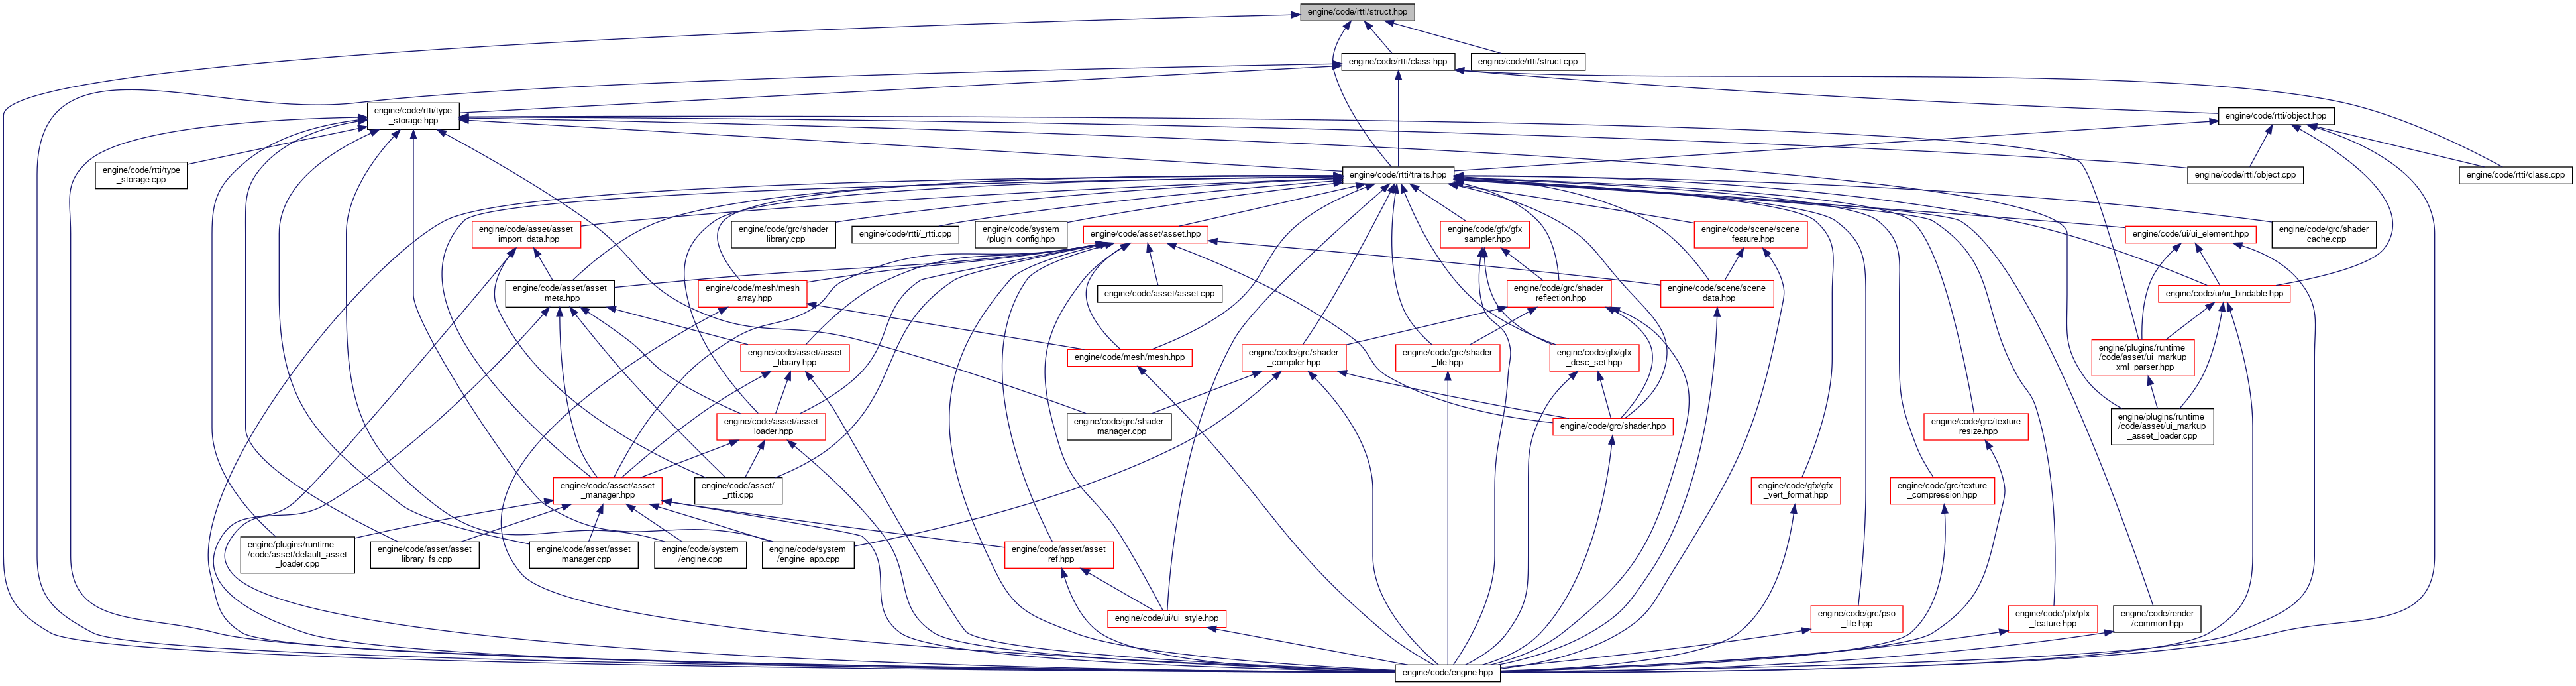 engine/code/rtti/struct.hpp
engine/code/rtti/class.hpp
engine/code/rtti/struct.cpp
engine/code/rtti/type
_storage.hpp
engine/code/rtti/object.hpp
engine/code/rtti/type
_storage.cpp
engine/code/rtti/traits.hpp
engine/code/rtti/object.cpp
engine/code/rtti/class.cpp
engine/code/asset/asset
_import_data.hpp
engine/code/grc/shader
_library.cpp
engine/code/rtti/_rtti.cpp
engine/code/system
/plugin_config.hpp
engine/code/asset/asset.hpp
engine/code/gfx/gfx
_sampler.hpp
engine/code/scene/scene
_feature.hpp
engine/code/ui/ui_element.hpp
engine/code/grc/shader
_cache.cpp
engine/code/asset/asset
_meta.hpp
engine/code/mesh/mesh
_array.hpp
engine/code/asset/asset.cpp
engine/code/grc/shader
_reflection.hpp
engine/code/scene/scene
_data.hpp
engine/code/ui/ui_bindable.hpp
engine/code/asset/asset
_library.hpp
engine/code/mesh/mesh.hpp
engine/code/grc/shader
_compiler.hpp
engine/code/grc/shader
_file.hpp
engine/code/gfx/gfx
_desc_set.hpp
engine/plugins/runtime
/code/asset/ui_markup
_xml_parser.hpp
engine/code/asset/asset
_loader.hpp
engine/code/grc/shader
_manager.cpp
engine/code/grc/shader.hpp
engine/code/grc/texture
_resize.hpp
engine/plugins/runtime
/code/asset/ui_markup
_asset_loader.cpp
engine/code/asset/asset
_manager.hpp
engine/code/asset/
_rtti.cpp
engine/code/gfx/gfx
_vert_format.hpp
engine/code/grc/texture
_compression.hpp
engine/plugins/runtime
/code/asset/default_asset
_loader.cpp
engine/code/asset/asset
_library_fs.cpp
engine/code/asset/asset
_manager.cpp
engine/code/system
/engine.cpp
engine/code/system
/engine_app.cpp
engine/code/asset/asset
_ref.hpp
engine/code/ui/ui_style.hpp
engine/code/grc/pso
_file.hpp
engine/code/pfx/pfx
_feature.hpp
engine/code/render
/common.hpp
engine/code/engine.hpp